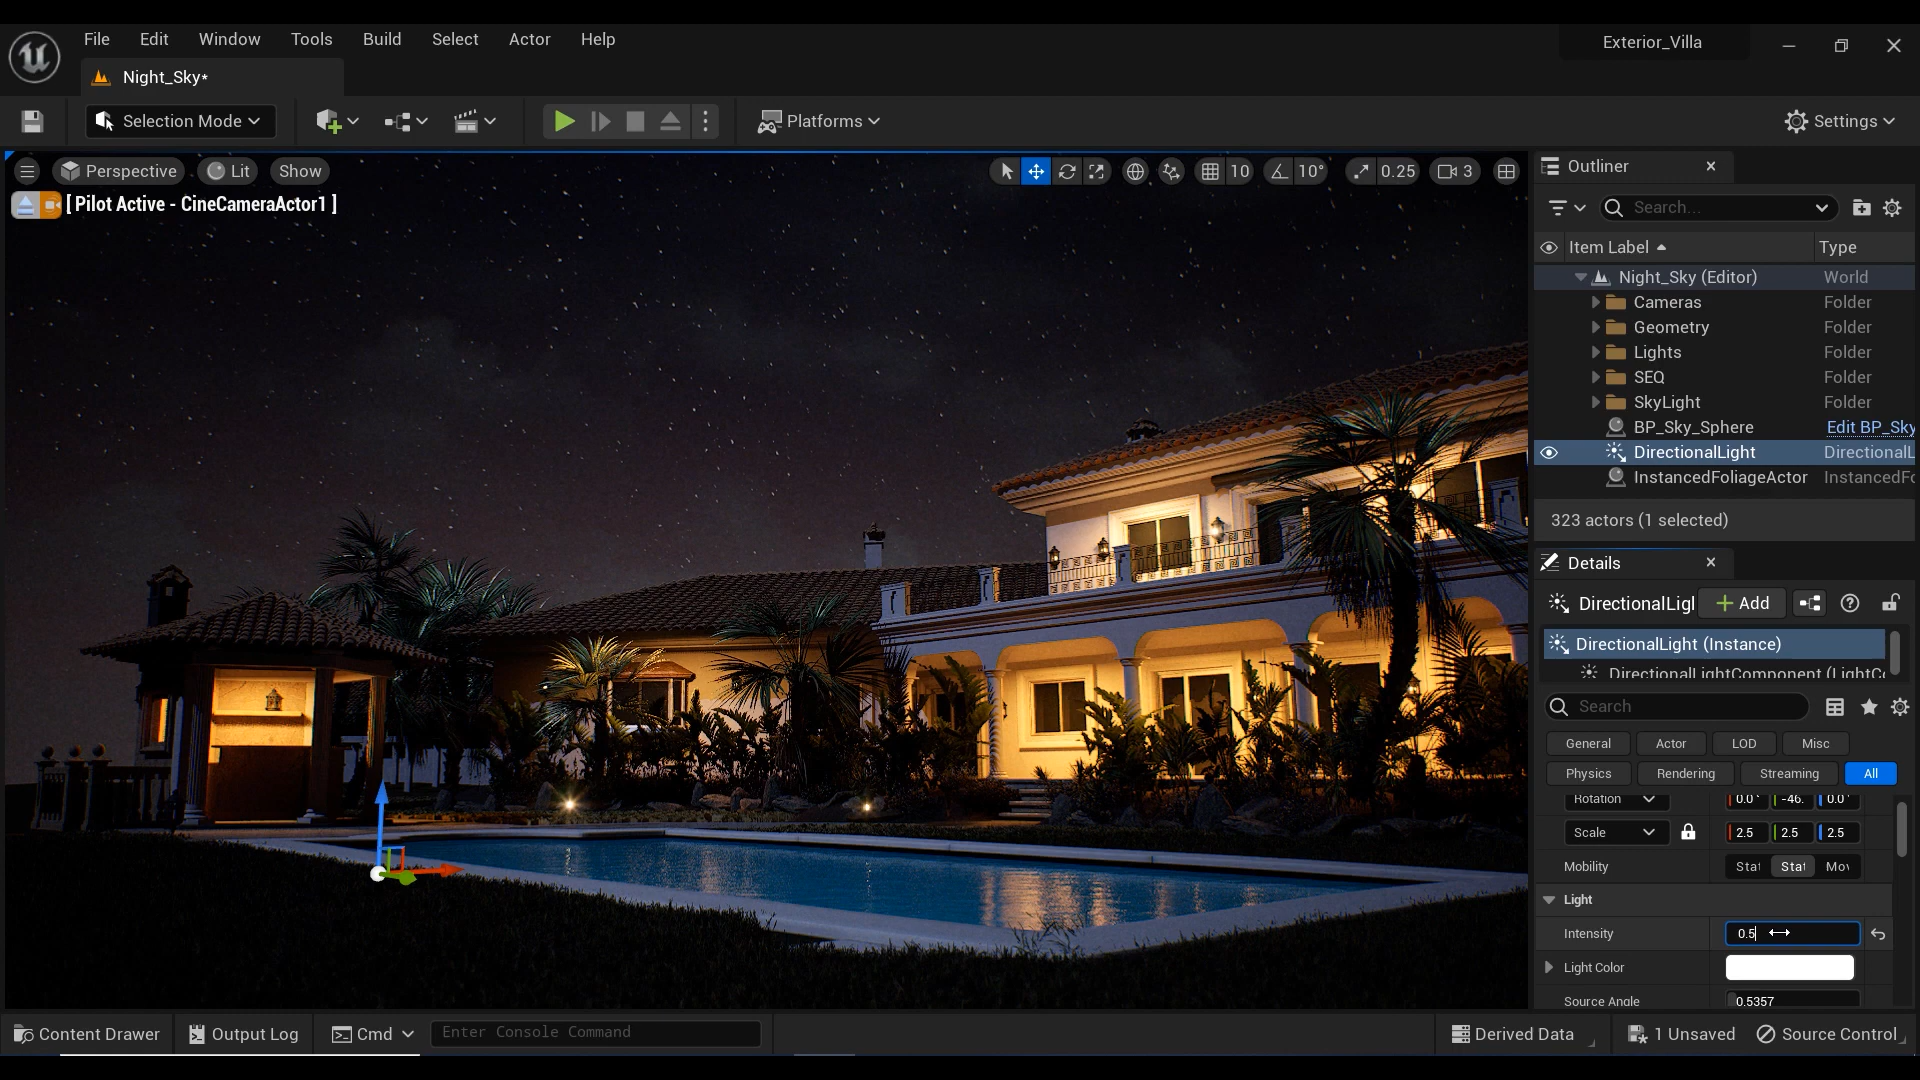 File Edit Window Tools Build Select Actor Help
Exterior_Villa
Night_Sky*
Selection Mode
Platforms
Settings
Perspective
Lit
Show
10
10°
0.25
3
[ Pilot Active - CineCameraActor1 ]
Outliner
Search...
Item Label
Type
Night_Sky (Editor) World
Cameras Folder
Geometry Folder
Lights Folder
SEQ Folder
SkyLight Folder
BP_Sky_Sphere Edit BP_Sky
DirectionalLight DirectionalL
InstancedFoliageActor InstancedFo
323 actors (1 selected)
Details
DirectionalLigl
Add
DirectionalLight (Instance)
DirectionalLightComponent (LightCo
Search
General Actor LOD Misc
Physics Rendering Streaming All
Rotation 0.0° -46. 0.0°
Scale 2.5 2.5 2.5
Mobility Stat Stat Mov
Light
Intensity 0.5
Light Color
Source Angle 0.5357
Content Drawer
Output Log
Cmd
Enter Console Command
Derived Data
1 Unsaved
Source Control